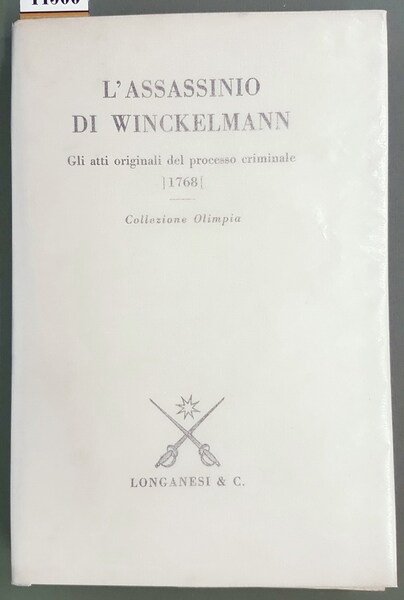 L'ASSASSINIO
DI WINCKELMANN
Gli atti originali del processo criminale
]1768[
Collezione Olimpia
LONGANESI & C.